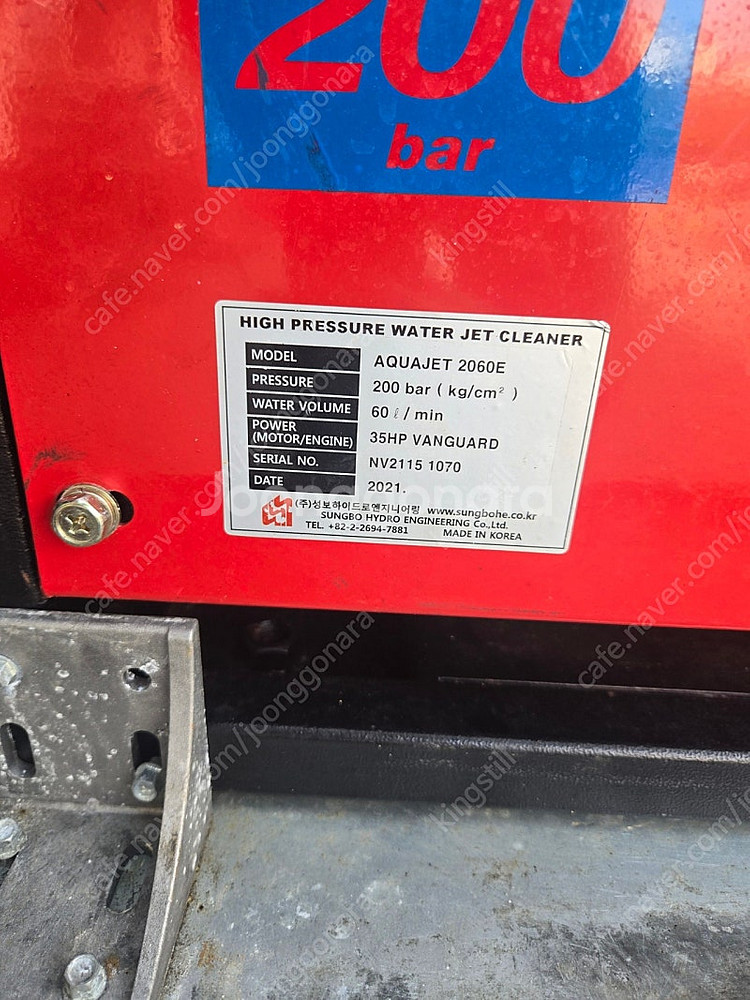 200
bar
HIGH PRESSURE WATER JET CLEANER
MODEL AQUAJET 2060E
PRESSURE 200 bar ( kg/cm² )
WATER VOLUME 60 ℓ / min
POWER (MOTOR/ENGINE) 35HP VANGUARD
SERIAL NO. NV2115 1070
DATE 2021.
(주)성보하이드로엔지니어링 www.sungbohe.co.kr
SUNGBO HYDRO ENGINEERING Co.,Ltd.
TEL. +82-2-2694-7881 MADE IN KOREA
Joonggonara
cafe.naver.com/joonggonara
kingstill